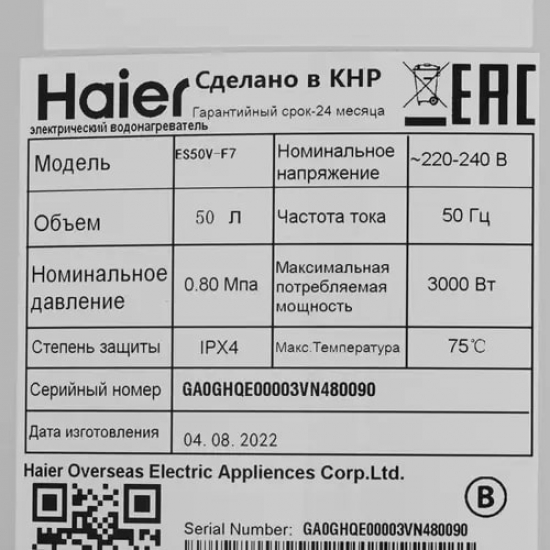 Haier Сделано в КНР
Гарантийный срок-24 месяца
EAC
электрический водонагреватель
Модель ES50V-F7 Номинальное напряжение ~220-240 В
Объем 50 Л Частота тока 50 Гц
Номинальное давление 0.80 Мпа Максимальная потребляемая мощность 3000 Вт
Степень защиты IPX4 Макс.Температура 75℃
Серийный номер GA0GHQE00003VN480090
Дата изготовления 04.08.2022
Haier Overseas Electric Appliances Corp.Ltd.
B
Serial Number: GA0GHQE00003VN480090